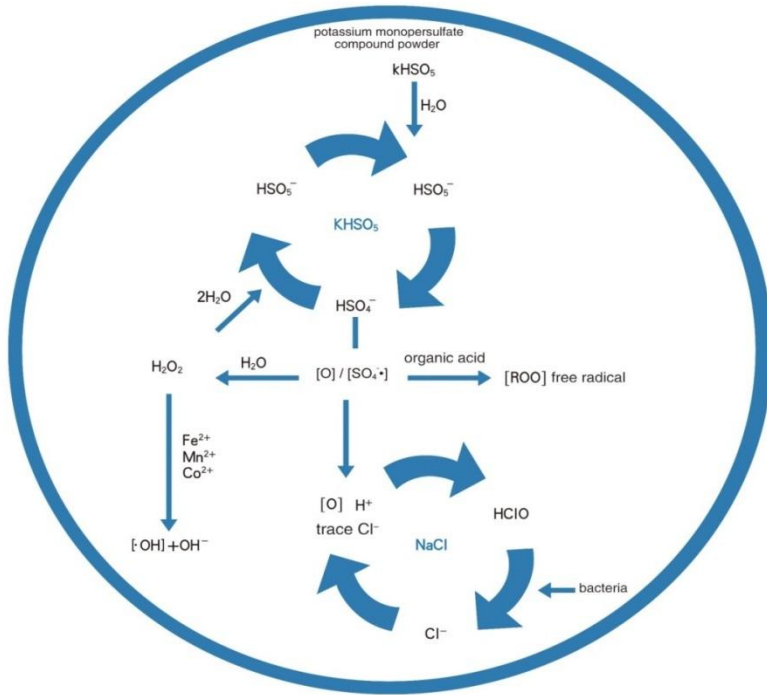 potassium monopersulfate
compound powder
kHSO₅
H₂O
HSO₅⁻
HSO₅⁻
KHSO₅
2H₂O
HSO₄⁻
H₂O₂
H₂O
[O] / [SO₄⁻•]
organic acid
[ROO] free radical
Fe²⁺
Mn²⁺
Co²⁺
[O] H⁺
trace Cl⁻
HClO
[·OH]+OH⁻
NaCl
bacteria
Cl⁻